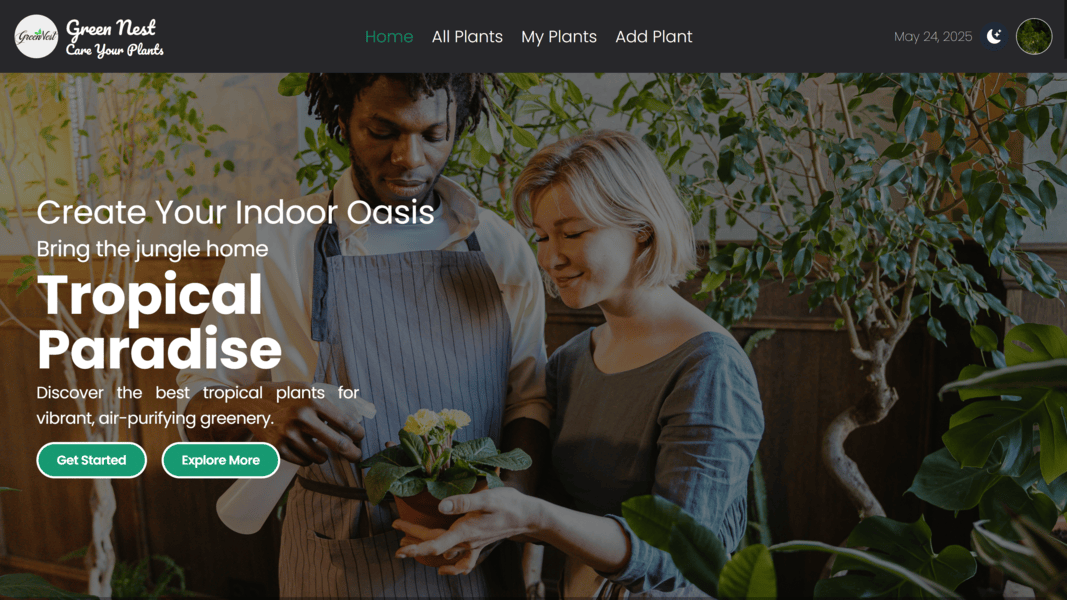 GreenNest
Green Nest
Care Your Plants
Home
All Plants
My Plants
Add Plant
May 24, 2025
Create Your Indoor Oasis
Bring the jungle home
Tropical
Paradise
Discover the best tropical plants for
vibrant, air-purifying greenery.
Get Started
Explore More